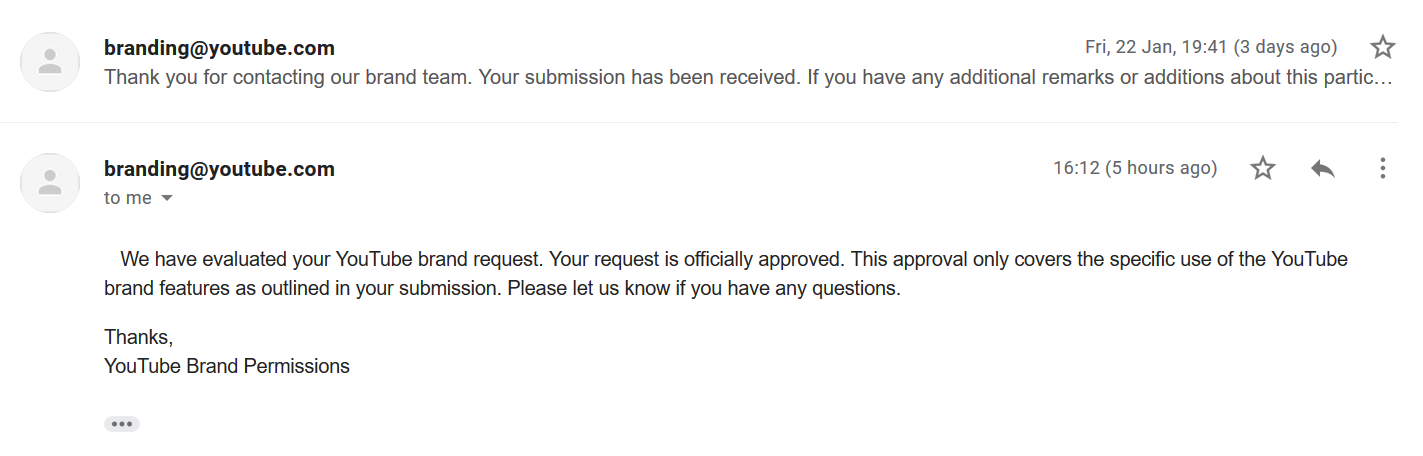 branding@youtube.com
Fri, 22 Jan, 19:41 (3 days ago)
Thank you for contacting our brand team. Your submission has been received. If you have any additional remarks or additions about this partic…
branding@youtube.com
16:12 (5 hours ago)
to me
We have evaluated your YouTube brand request. Your request is officially approved. This approval only covers the specific use of the YouTube
brand features as outlined in your submission. Please let us know if you have any questions.
Thanks,
YouTube Brand Permissions